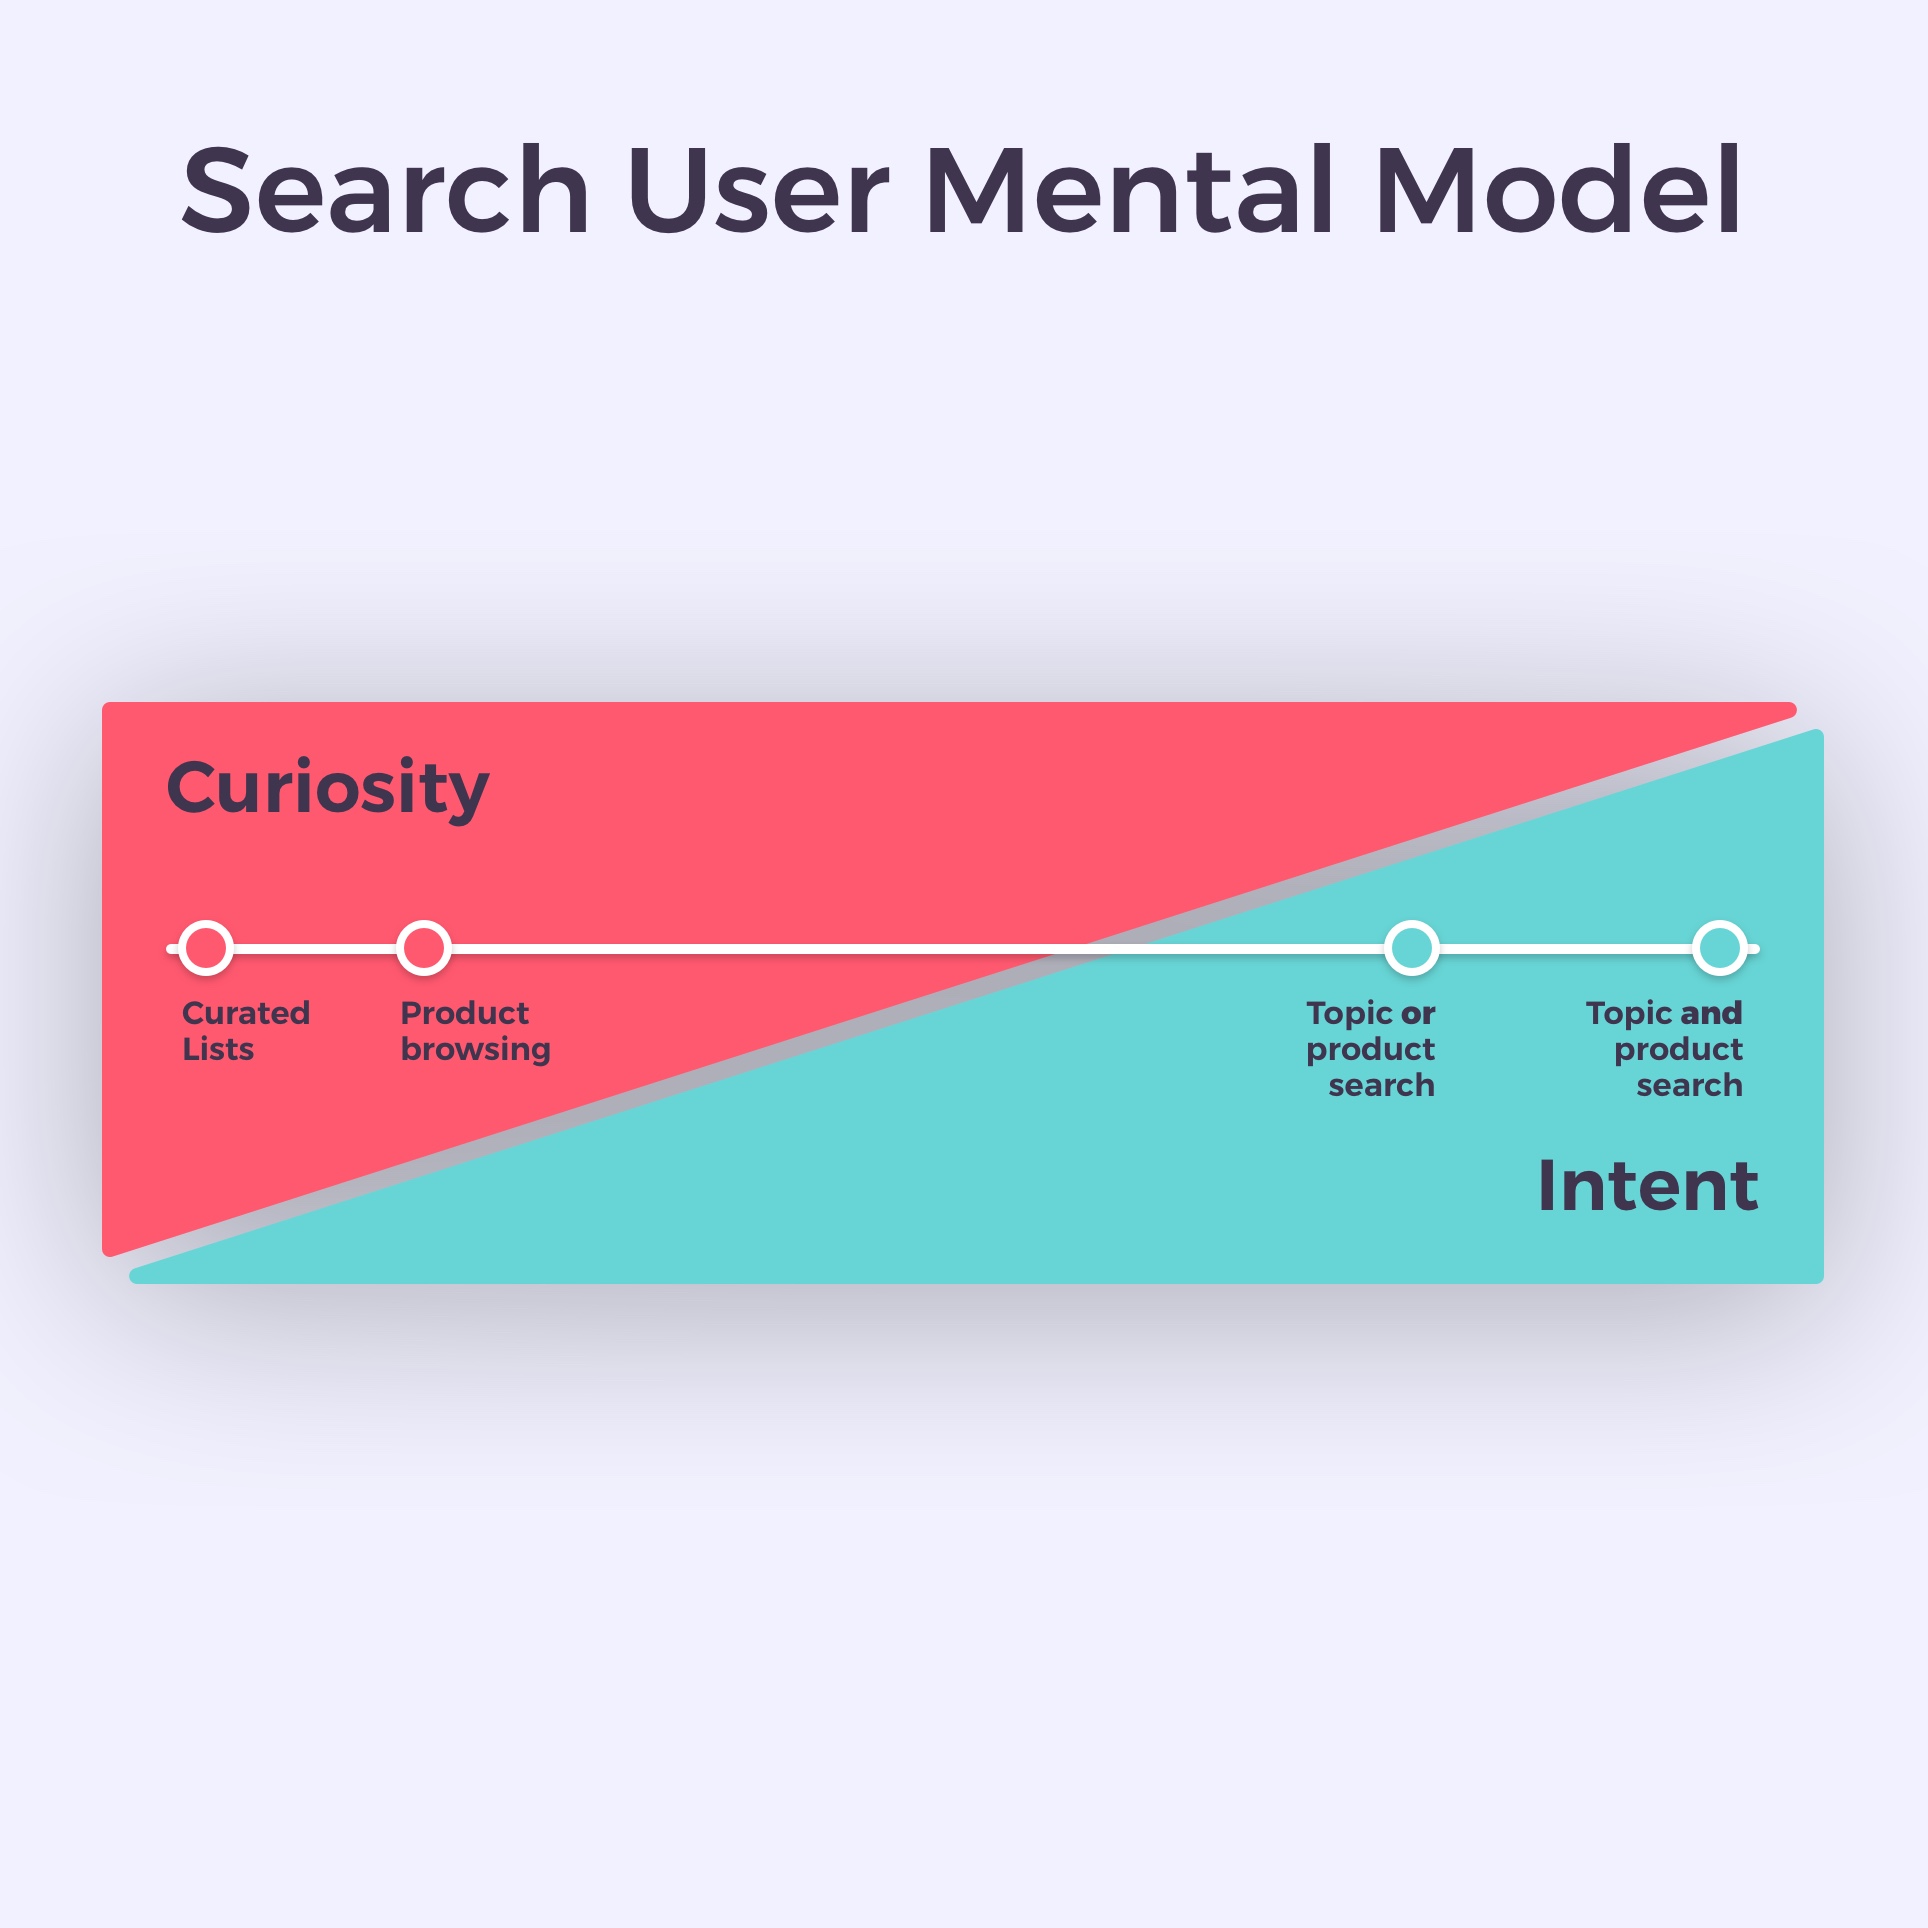 Search User Mental Model
Curiosity
Curated
Lists
Product
browsing
Topic or
product
search
Topic and
product
search
Intent